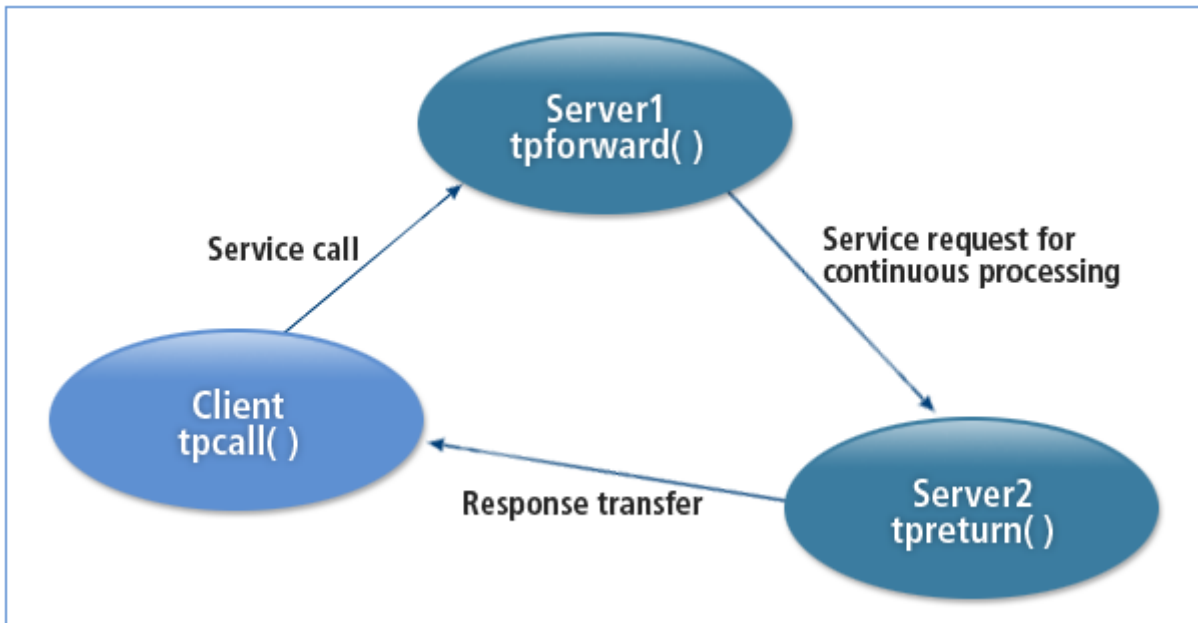 Server1
tpforward( )
Service call
Service request for
continuous processing
Client
tpcall( )
Response transfer
Server2
tpreturn( )